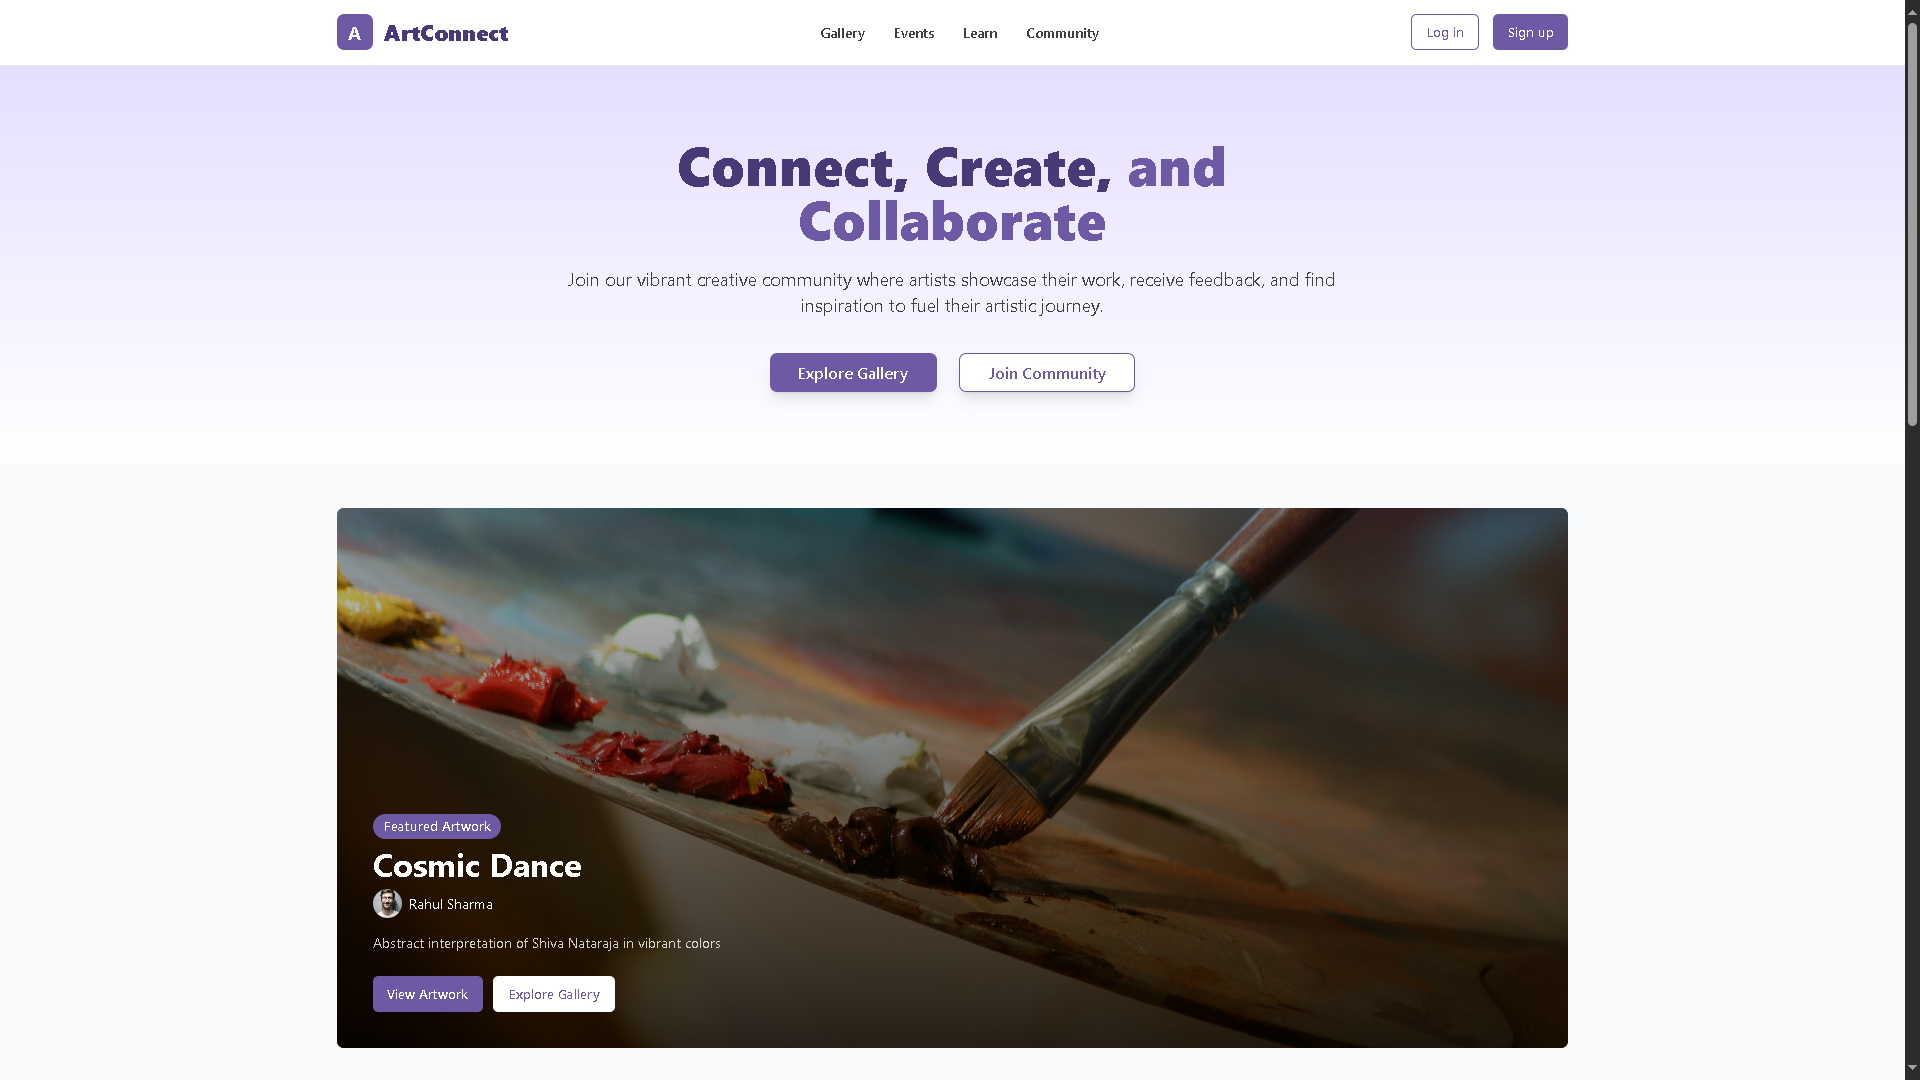 A ArtConnect
Gallery Events Learn Community
Log in Sign up
Connect, Create, and
Collaborate
Join our vibrant creative community where artists showcase their work, receive feedback, and find
inspiration to fuel their artistic journey.
Explore Gallery Join Community
Featured Artwork
Cosmic Dance
Rahul Sharma
Abstract interpretation of Shiva Nataraja in vibrant colors
View Artwork Explore Gallery